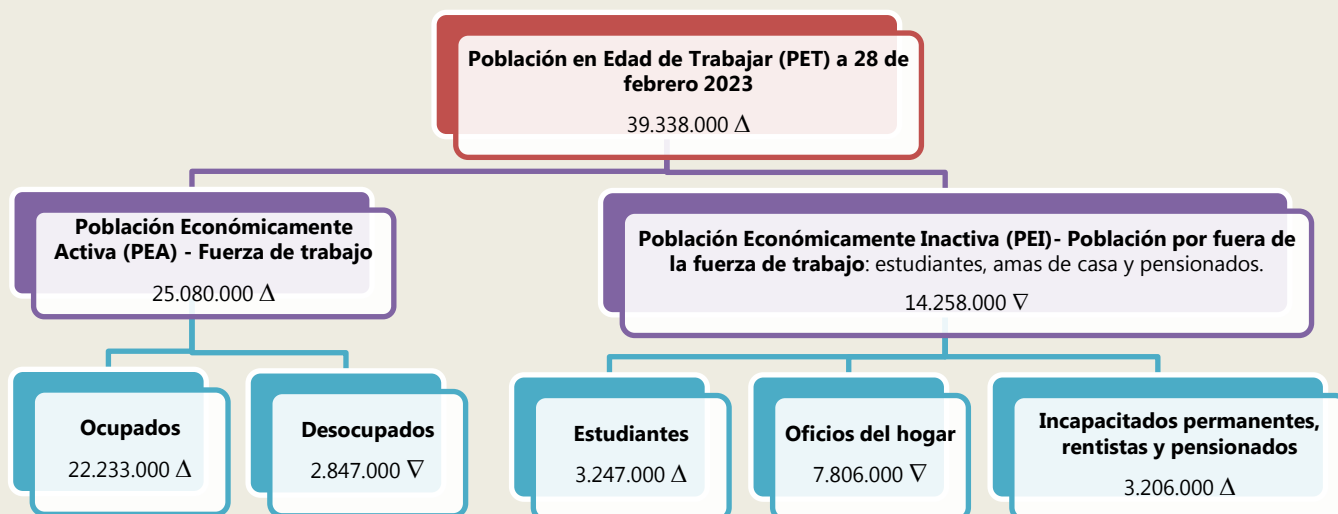 Población en Edad de Trabajar (PET) a 28 de
febrero 2023
39.338.000 Δ
Población Económicamente
Activa (PEA) - Fuerza de trabajo
25.080.000 Δ
Población Económicamente Inactiva (PEI)- Población por fuera de
la fuerza de trabajo: estudiantes, amas de casa y pensionados.
14.258.000 ∇
Ocupados
22.233.000 Δ
Desocupados
2.847.000 ∇
Estudiantes
3.247.000 Δ
Oficios del hogar
7.806.000 ∇
Incapacitados permanentes,
rentistas y pensionados
3.206.000 Δ